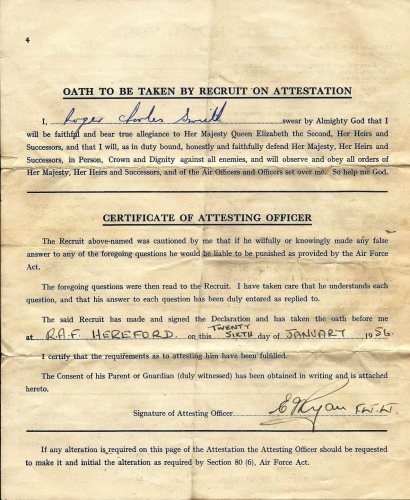 4
OATH TO BE TAKEN BY RECRUIT ON ATTESTATION
I, Roger Charles Smith swear by Almighty God that I
will be faithful and bear true allegiance to Her Majesty Queen Elizabeth the Second, Her Heirs and
Successors, and that I will, as in duty bound, honestly and faithfully defend Her Majesty, Her Heirs and
Successors, in Person, Crown and Dignity against all enemies, and will observe and obey all orders of
Her Majesty, Her Heirs and Successors, and of the Air Officers and Officers set over me. So help me God.
CERTIFICATE OF ATTESTING OFFICER
The Recruit above-named was cautioned by me that if he wilfully or knowingly made any false
answer to any of the foregoing questions he would be liable to be punished as provided by the Air Force
Act.
The foregoing questions were then read to the Recruit. I have taken care that he understands each
question, and that his answer to each question has been duly entered as replied to.
The said Recruit has made and signed the Declaration and has taken the oath before me
at R.A.F. HEREFORD. on this TWENTY SIXTH day of JANUARY 1956.
I certify that the requirements as to attesting him have been fulfilled.
The Consent of his Parent or Guardian (duly witnessed) has been obtained in writing and is attached
hereto.
Signature of Attesting Officer E Ryan
If any alteration is required on this page of the Attestation the Attesting Officer should be requested
to make it and initial the alteration as required by Section 80 (6), Air Force Act.